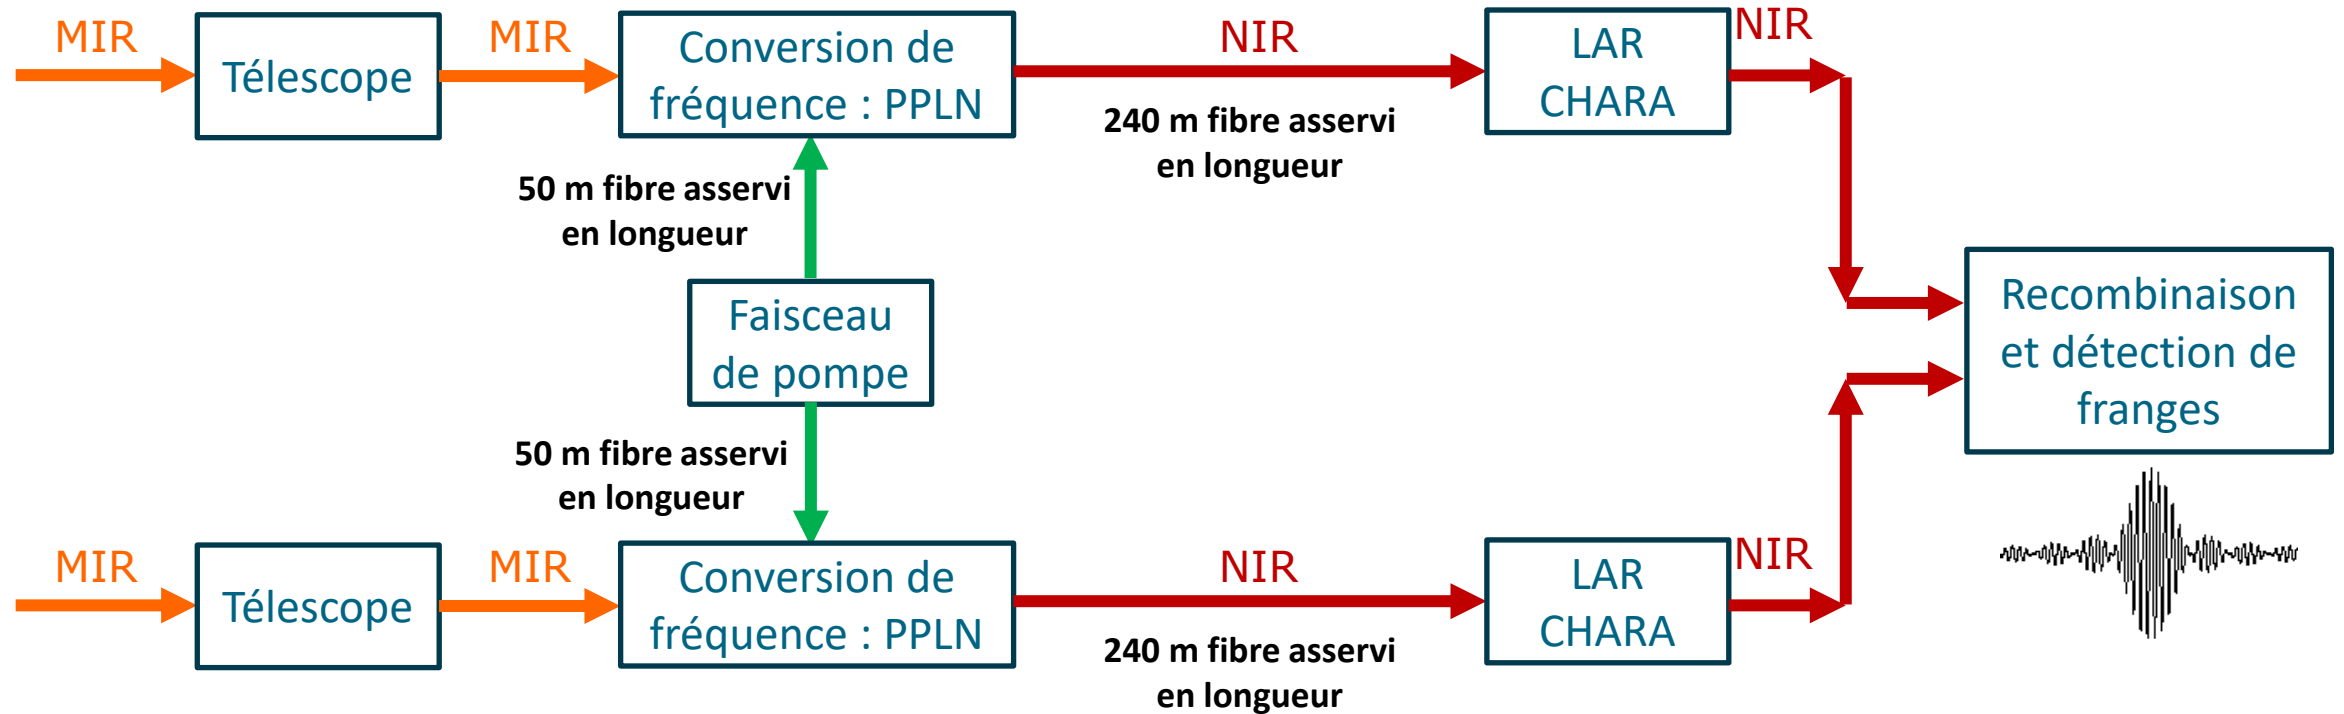 MIR
Télescope
MIR
Conversion de
fréquence : PPLN
NIR
240 m fibre asservi
en longueur
LAR
CHARA
NIR
50 m fibre asservi
en longueur
Faisceau
de pompe
50 m fibre asservi
en longueur
Recombinaison
et détection de
franges
MIR
Télescope
MIR
Conversion de
fréquence : PPLN
NIR
240 m fibre asservi
en longueur
LAR
CHARA
NIR